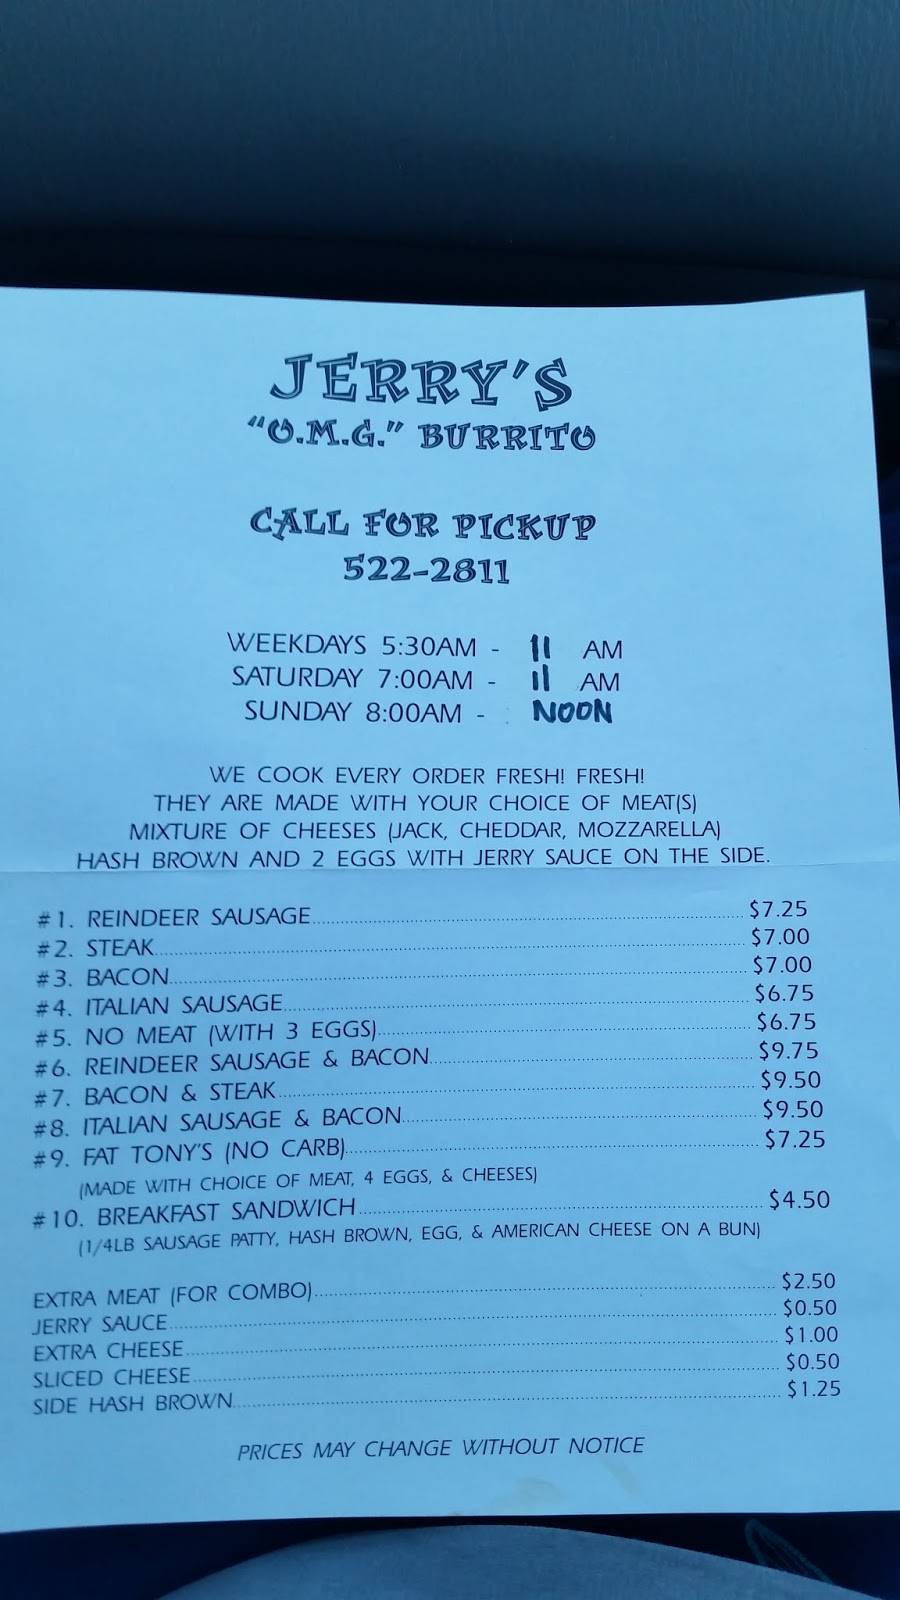 JERRY'S
"O.M.G." BURRITO
CALL FOR PICKUP
522-2811
WEEKDAYS 5:30AM - 11 AM
SATURDAY 7:00AM - 11 AM
SUNDAY 8:00AM - NOON
WE COOK EVERY ORDER FRESH! FRESH!
THEY ARE MADE WITH YOUR CHOICE OF MEAT(S)
MIXTURE OF CHEESES (JACK, CHEDDAR, MOZZARELLA)
HASH BROWN AND 2 EGGS WITH JERRY SAUCE ON THE SIDE.
#1. REINDEER SAUSAGE $7.25
#2. STEAK $7.00
#3. BACON $7.00
#4. ITALIAN SAUSAGE $6.75
#5. NO MEAT (WITH 3 EGGS) $6.75
#6. REINDEER SAUSAGE & BACON $9.75
#7. BACON & STEAK $9.50
#8. ITALIAN SAUSAGE & BACON $9.50
#9. FAT TONY'S (NO CARB) $7.25
(MADE WITH CHOICE OF MEAT, 4 EGGS, & CHEESES)
#10. BREAKFAST SANDWICH $4.50
(1/4LB SAUSAGE PATTY, HASH BROWN, EGG, & AMERICAN CHEESE ON A BUN)
EXTRA MEAT (FOR COMBO) $2.50
JERRY SAUCE $0.50
EXTRA CHEESE $1.00
SLICED CHEESE $0.50
SIDE HASH BROWN $1.25
PRICES MAY CHANGE WITHOUT NOTICE